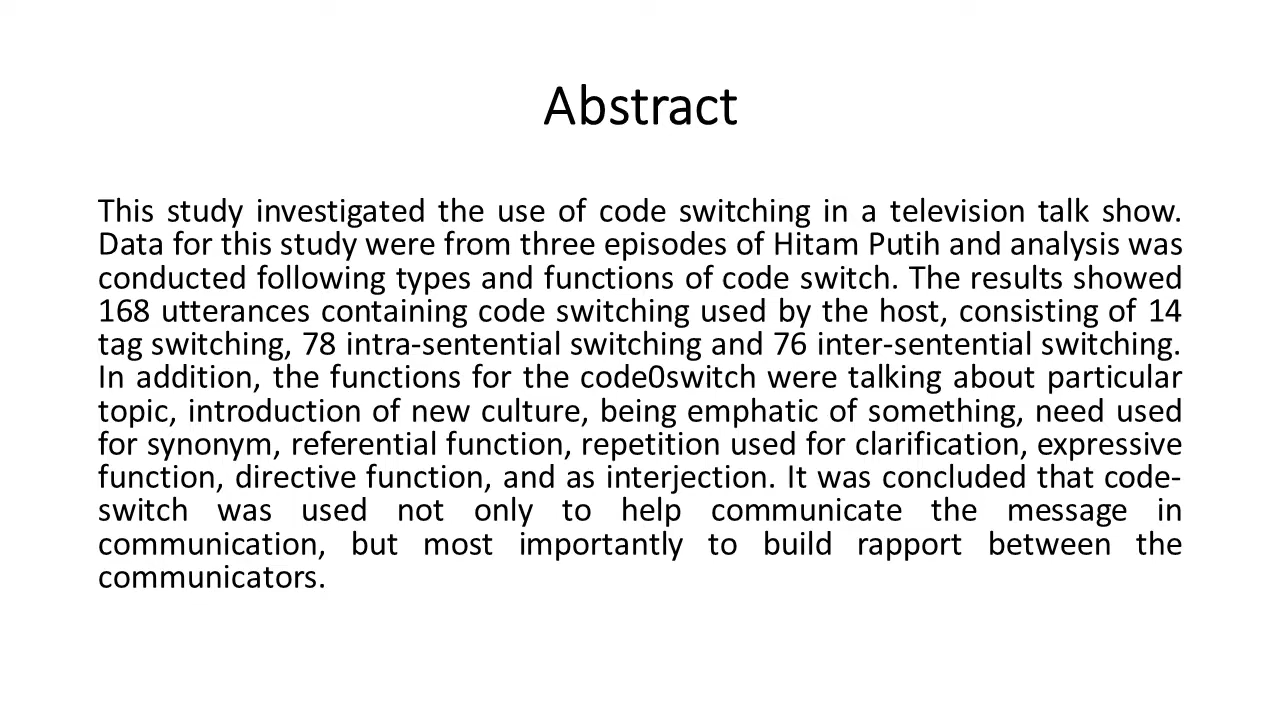 Abstract
This study investigated the use of code switching in a television talk show.
Data for this study were from three episodes of Hitam Putih and analysis was
conducted following types and functions of code switch. The results showed
168 utterances containing code switching used by the host, consisting of 14
tag switching, 78 intra-sentential switching and 76 inter-sentential switching.
In addition, the functions for the code0switch were talking about particular
topic, introduction of new culture, being emphatic of something, need used
for synonym, referential function, repetition used for clarification, expressive
function, directive function, and as interjection. It was concluded that code-
switch was used not only to help communicate the message in
communication, but most importantly to build rapport between the
communicators.